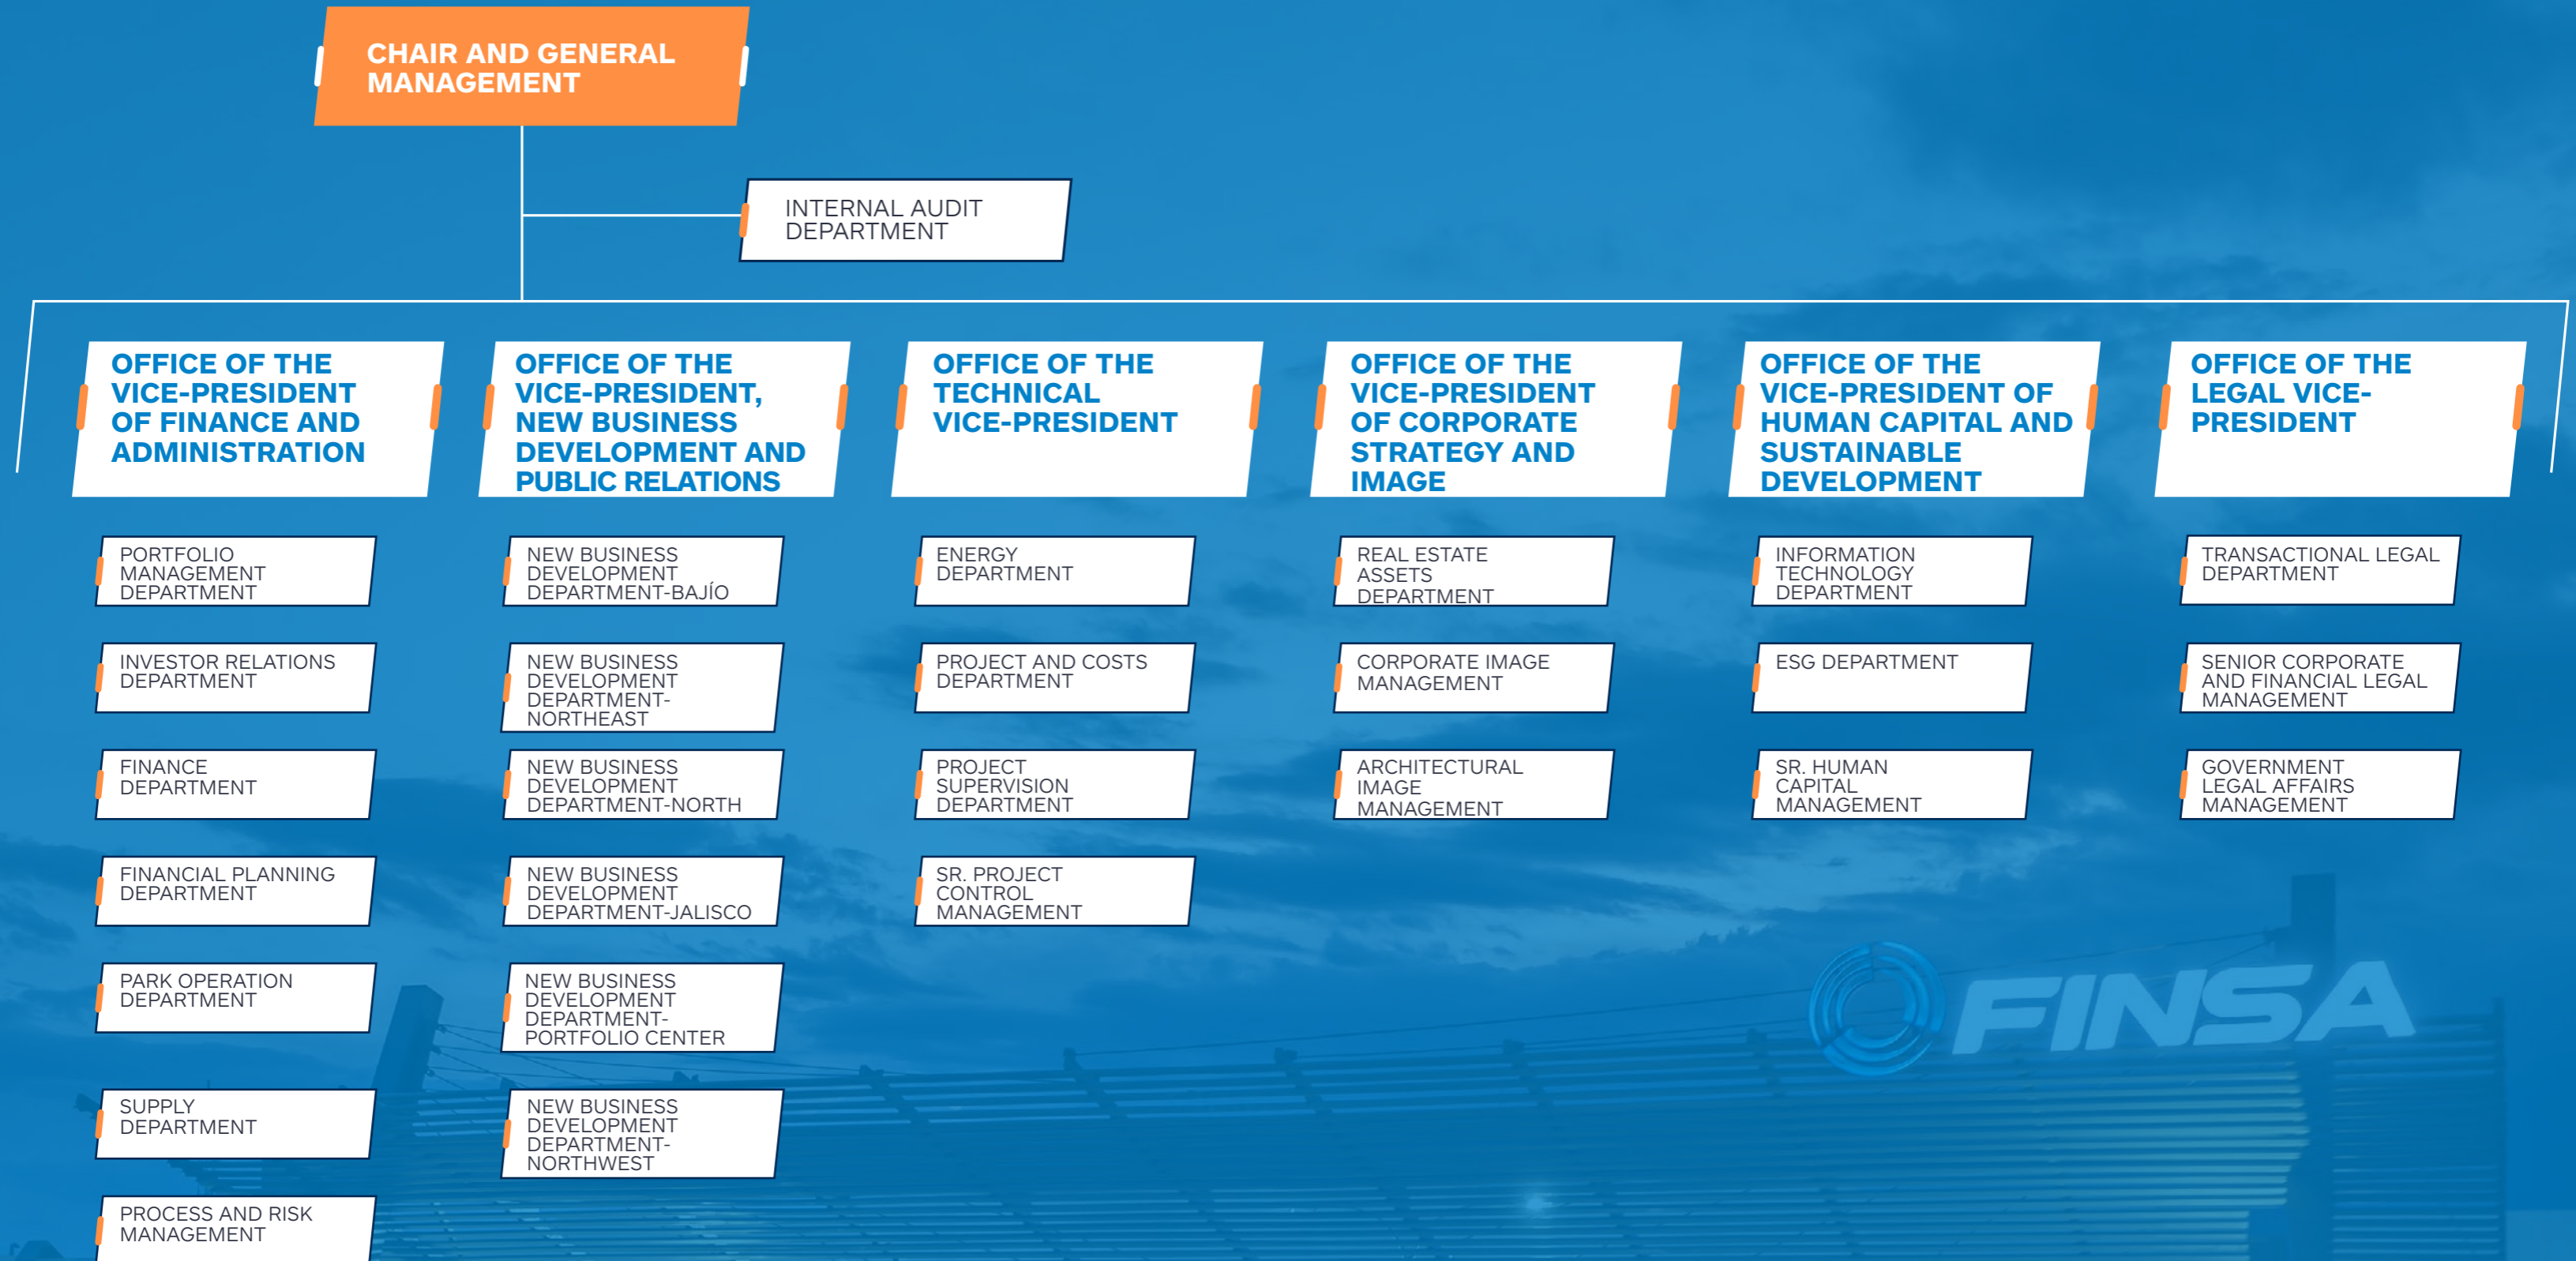 CHAIR AND GENERAL
MANAGEMENT
INTERNAL AUDIT
DEPARTMENT
OFFICE OF THE
VICE-PRESIDENT
OF FINANCE AND
ADMINISTRATION
PORTFOLIO
MANAGEMENT
DEPARTMENT
INVESTOR RELATIONS
DEPARTMENT
FINANCE
DEPARTMENT
FINANCIAL PLANNING
DEPARTMENT
PARK OPERATION
DEPARTMENT
SUPPLY
DEPARTMENT
PROCESS AND RISK
MANAGEMENT
OFFICE OF THE
VICE-PRESIDENT,
NEW BUSINESS
DEVELOPMENT AND
PUBLIC RELATIONS
NEW BUSINESS
DEVELOPMENT
DEPARTMENT-BAJÍO
NEW BUSINESS
DEVELOPMENT
DEPARTMENT-
NORTHEAST
NEW BUSINESS
DEVELOPMENT
DEPARTMENT-NORTH
NEW BUSINESS
DEVELOPMENT
DEPARTMENT-JALISCO
NEW BUSINESS
DEVELOPMENT
DEPARTMENT-
PORTFOLIO CENTER
NEW BUSINESS
DEVELOPMENT
DEPARTMENT-
NORTHWEST
OFFICE OF THE
TECHNICAL
VICE-PRESIDENT
ENERGY
DEPARTMENT
PROJECT AND COSTS
DEPARTMENT
PROJECT
SUPERVISION
DEPARTMENT
SR. PROJECT
CONTROL
MANAGEMENT
OFFICE OF THE
VICE-PRESIDENT
OF CORPORATE
STRATEGY AND
IMAGE
REAL ESTATE
ASSETS
DEPARTMENT
CORPORATE IMAGE
MANAGEMENT
ARCHITECTURAL
IMAGE
MANAGEMENT
OFFICE OF THE
VICE-PRESIDENT OF
HUMAN CAPITAL AND
SUSTAINABLE
DEVELOPMENT
INFORMATION
TECHNOLOGY
DEPARTMENT
ESG DEPARTMENT
SR. HUMAN
CAPITAL
MANAGEMENT
OFFICE OF THE
LEGAL VICE-
PRESIDENT
TRANSACTIONAL LEGAL
DEPARTMENT
SENIOR CORPORATE
AND FINANCIAL LEGAL
MANAGEMENT
GOVERNMENT
LEGAL AFFAIRS
MANAGEMENT
FINSA